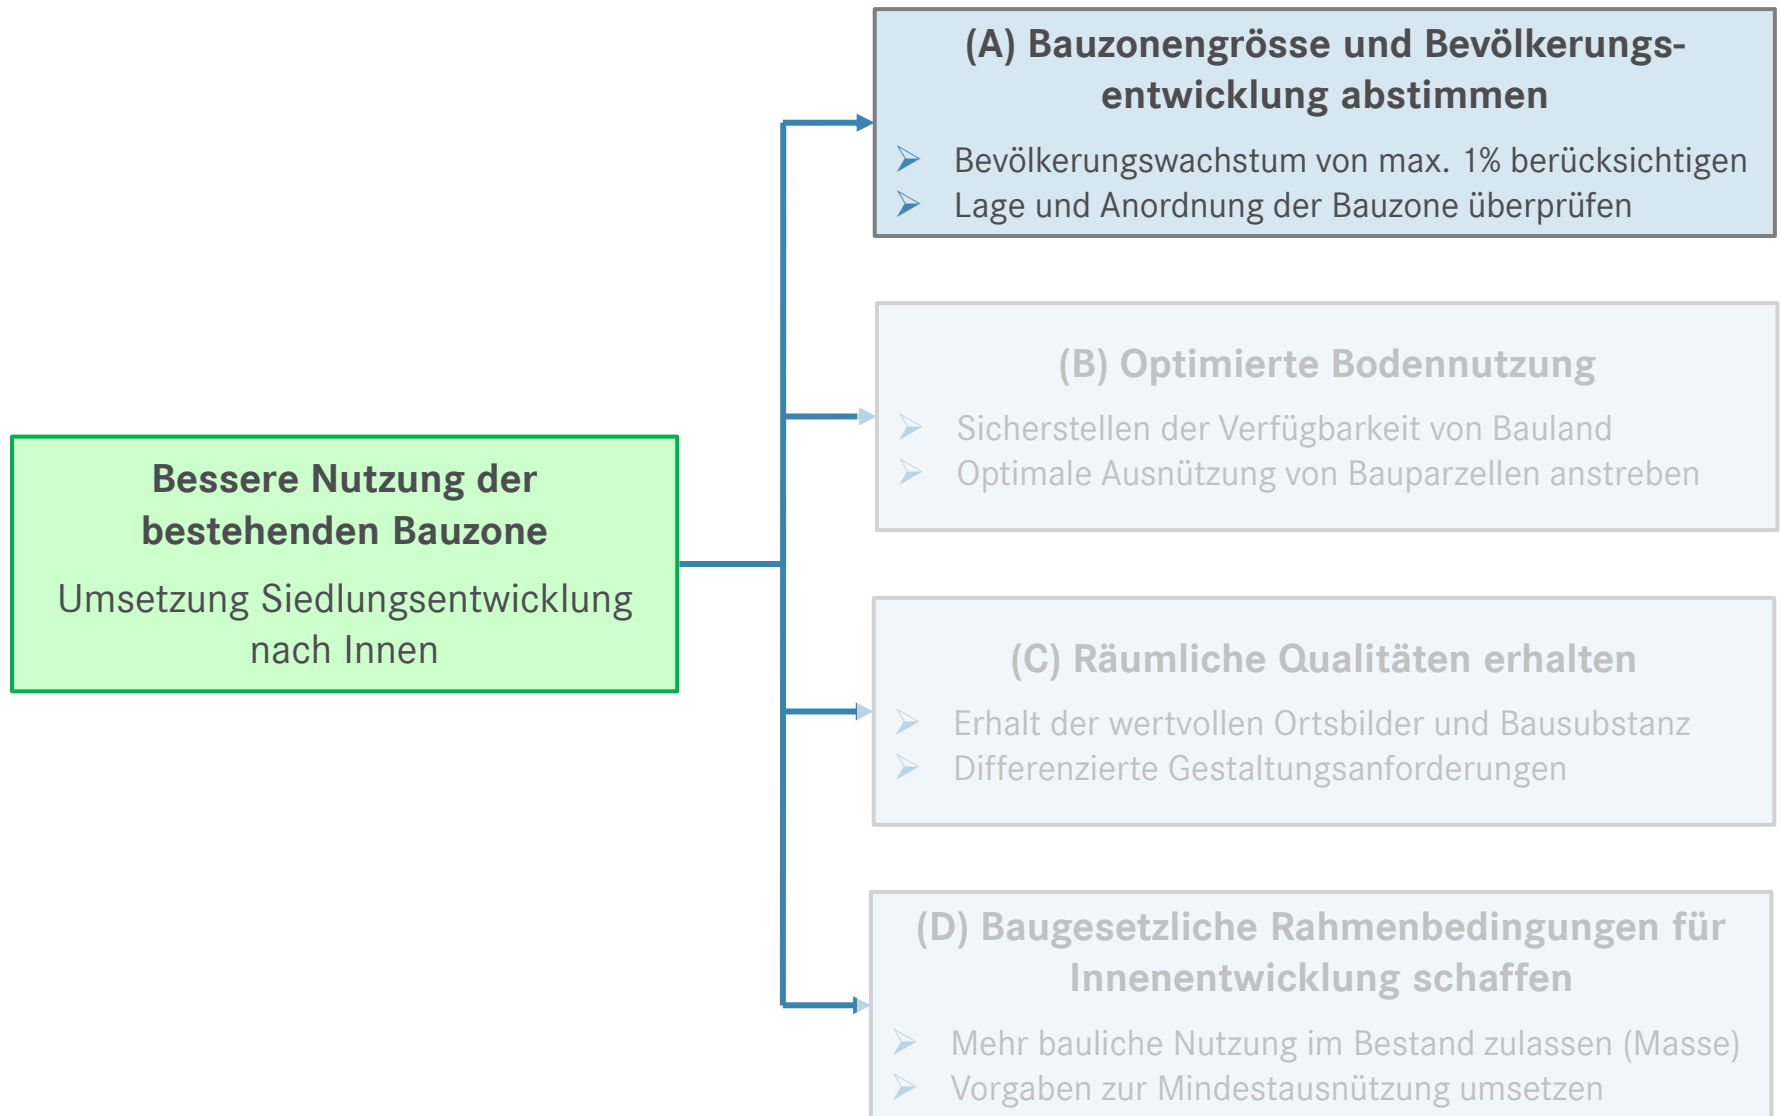 (A) Bauzonengrösse und Bevölkerungs-
entwicklung abstimmen
➢ Bevölkerungswachstum von max. 1% berücksichtigen
➢ Lage und Anordnung der Bauzone überprüfen
(B) Optimierte Bodennutzung
➢ Sicherstellen der Verfügbarkeit von Bauland
➢ Optimale Ausnützung von Bauparzellen anstreben
Bessere Nutzung der
bestehenden Bauzone
Umsetzung Siedlungsentwicklung
nach Innen
(C) Räumliche Qualitäten erhalten
➢ Erhalt der wertvollen Ortsbilder und Bausubstanz
➢ Differenzierte Gestaltungsanforderungen
(D) Baugesetzliche Rahmenbedingungen für
Innenentwicklung schaffen
➢ Mehr bauliche Nutzung im Bestand zulassen (Masse)
➢ Vorgaben zur Mindestausnützung umsetzen